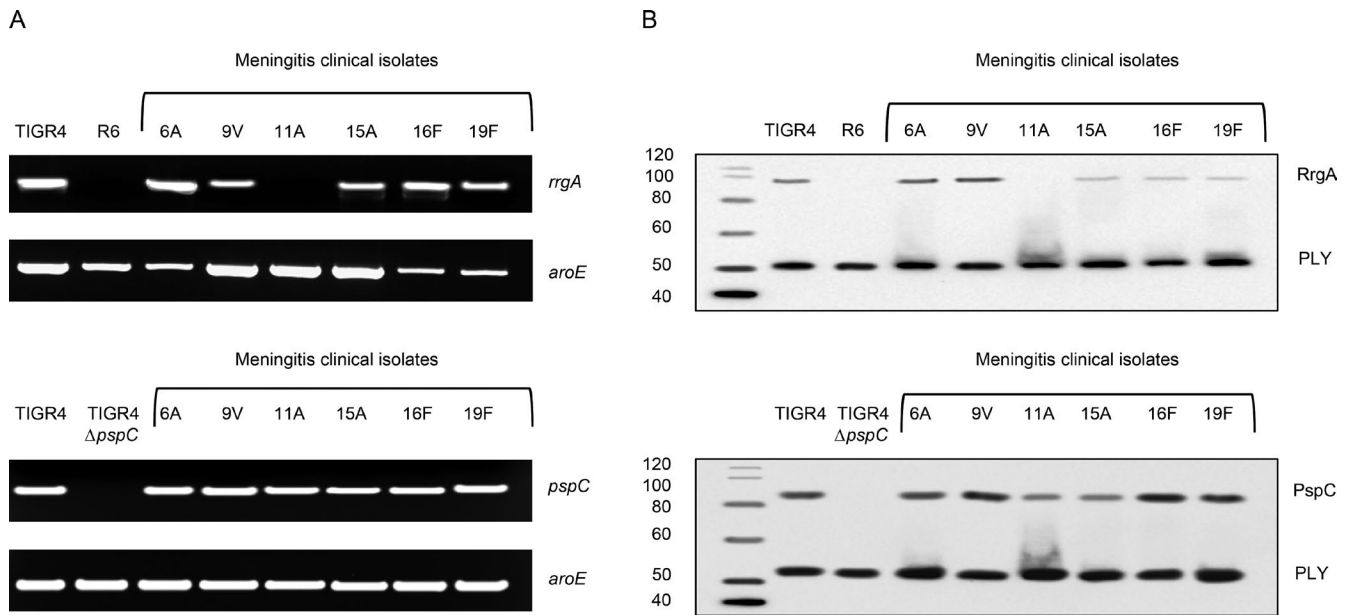 A
Meningitis clinical isolates
TIGR4 R6 6A 9V 11A 15A 16F 19F
rrgA
aroE
Meningitis clinical isolates
TIGR4 TIGR4 6A 9V 11A 15A 16F 19F
ΔpspC
pspC
aroE
B
Meningitis clinical isolates
TIGR4 R6 6A 9V 11A 15A 16F 19F
120
100 RrgA
80
60
50 PLY
40
Meningitis clinical isolates
TIGR4 TIGR4 6A 9V 11A 15A 16F 19F
ΔpspC
120
100 PspC
80
60
50 PLY
40